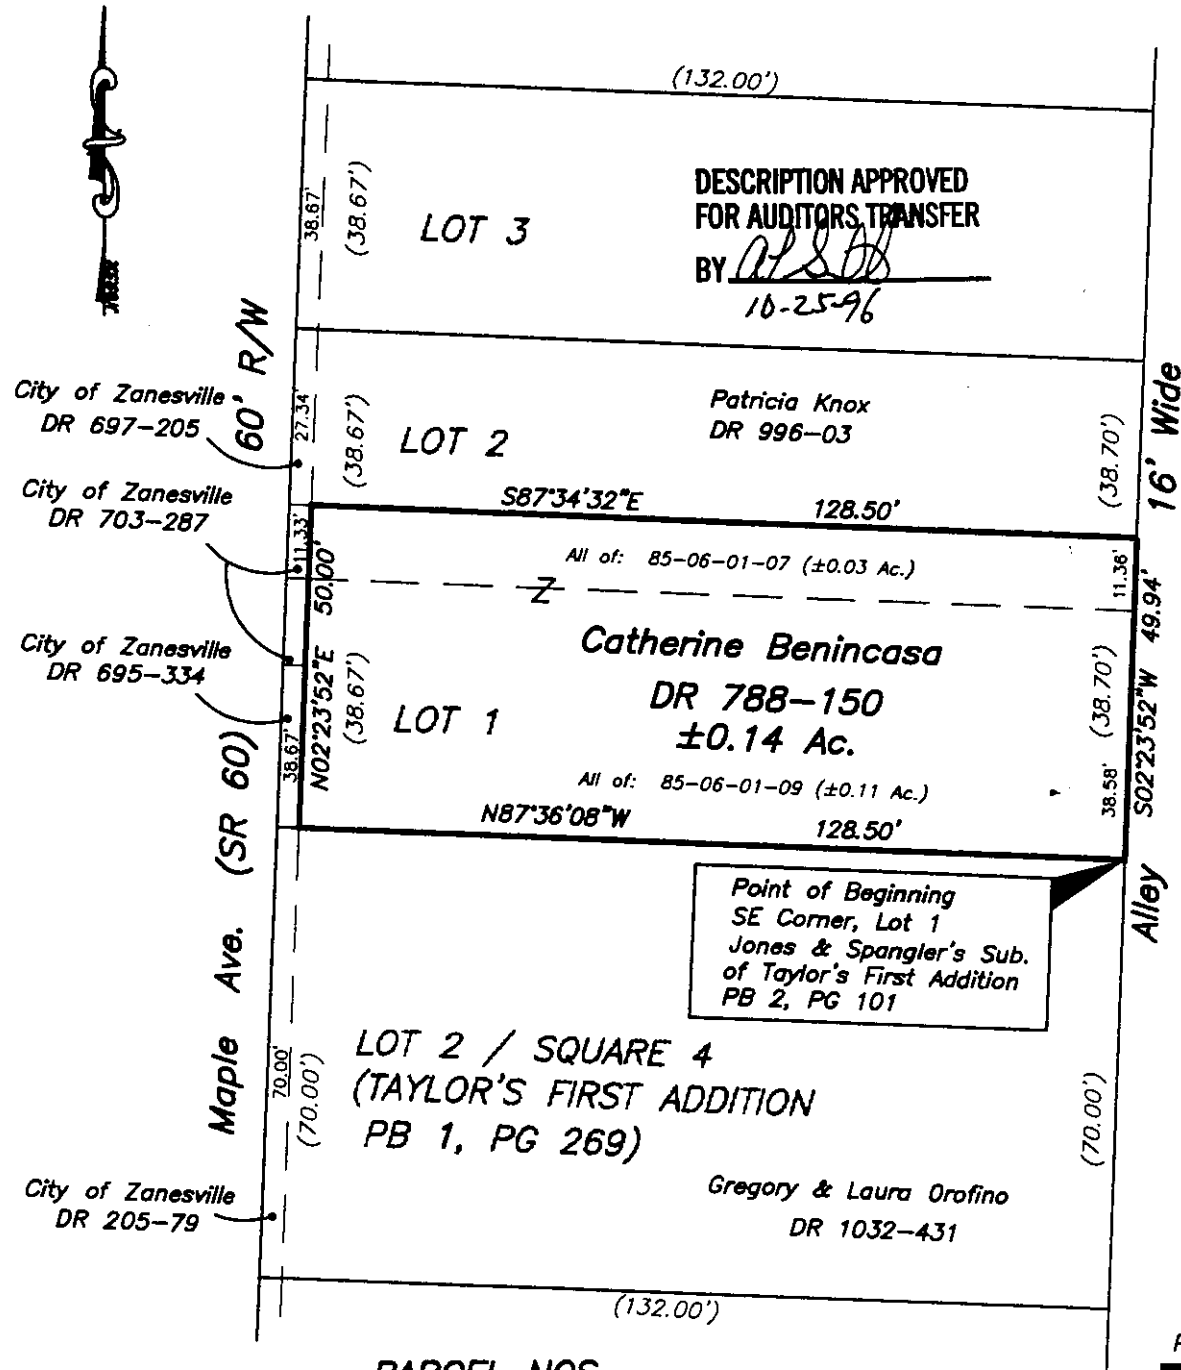 (132.00')
38.67'
(38.67')
LOT 3
DESCRIPTION APPROVED
FOR AUDITORS TRANSFER
BY
10-25-96
60' R/W
City of Zanesville
DR 697-205
27.34'
(38.67')
LOT 2
Patricia Knox
DR 996-03
(38.70')
16' Wide
S87°34'32"E 128.50'
City of Zanesville
DR 703-287
11.33'
N02°23'52"E 50.00'
All of: 85-06-01-07 (±0.03 Ac.)
11.36'
Z
City of Zanesville
DR 695-334
38.67'
(38.67')
LOT 1
Catherine Benincasa
DR 788-150
±0.14 Ac.
All of: 85-06-01-09 (±0.11 Ac.)
(38.70')
38.58'
S02°23'52"W 49.94'
N87°36'08"W 128.50'
Point of Beginning
SE Corner, Lot 1
Jones & Spangler's Sub.
of Taylor's First Addition
PB 2, PG 101
Alley
Maple Ave. (SR 60)
70.00'
(70.00')
LOT 2 / SQUARE 4
(TAYLOR'S FIRST ADDITION
PB 1, PG 269)
(70.00')
City of Zanesville
DR 205-79
Gregory & Laura Orofino
DR 1032-431
(132.00')
PARCEL NOS